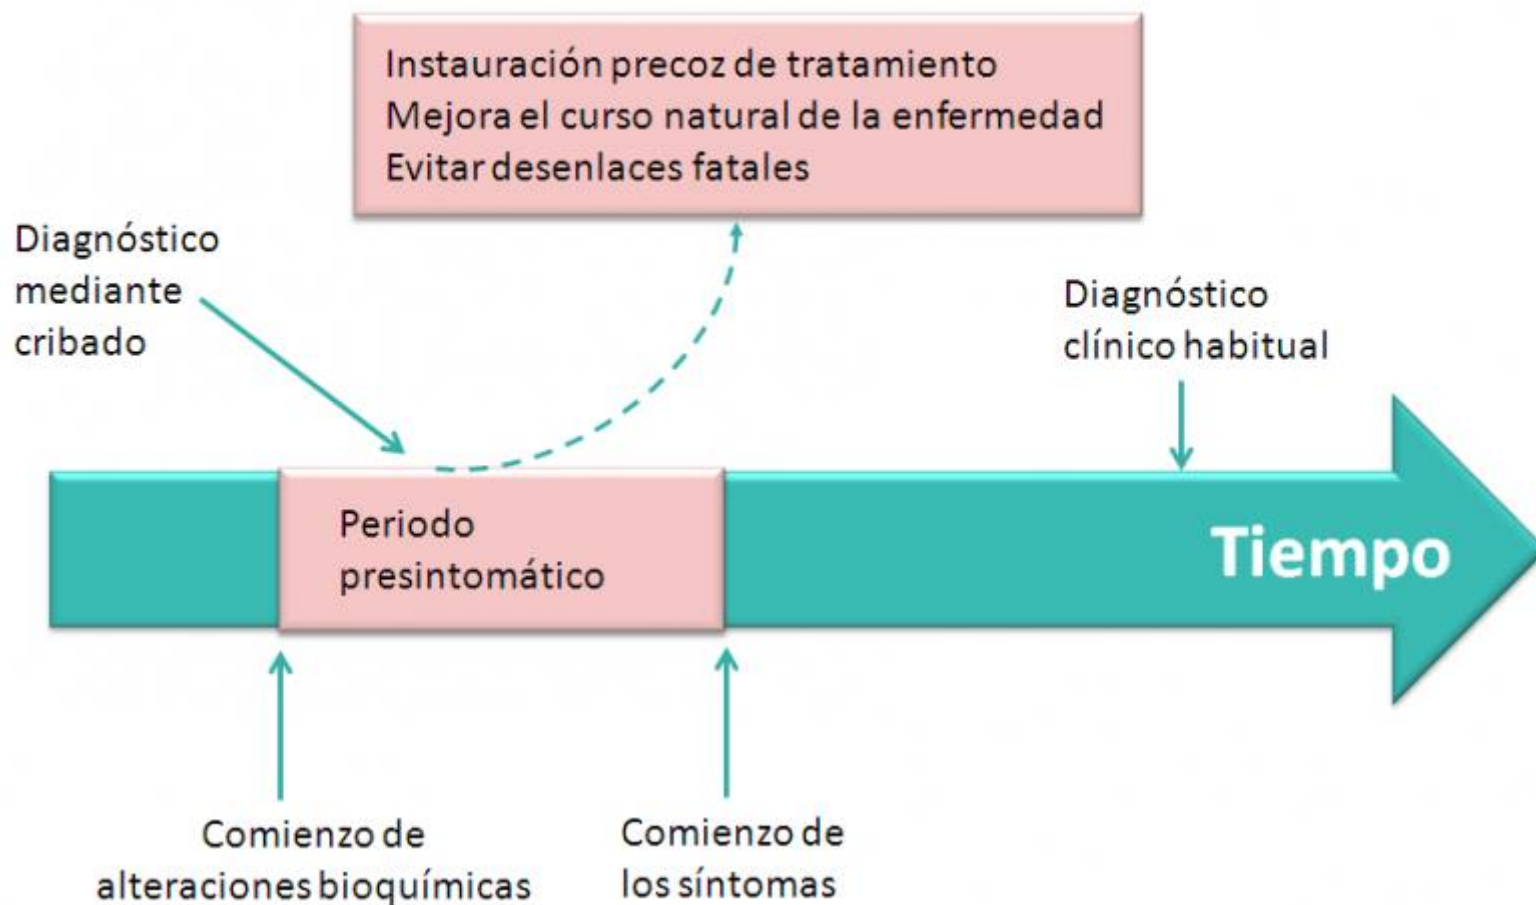 Instauración precoz de tratamiento
Mejora el curso natural de la enfermedad
Evitar desenlaces fatales
Diagnóstico
mediante
cribado
Diagnóstico
clínico habitual
Periodo
presintomático
Tiempo
Comienzo de
alteraciones bioquímicas
Comienzo de
los síntomas